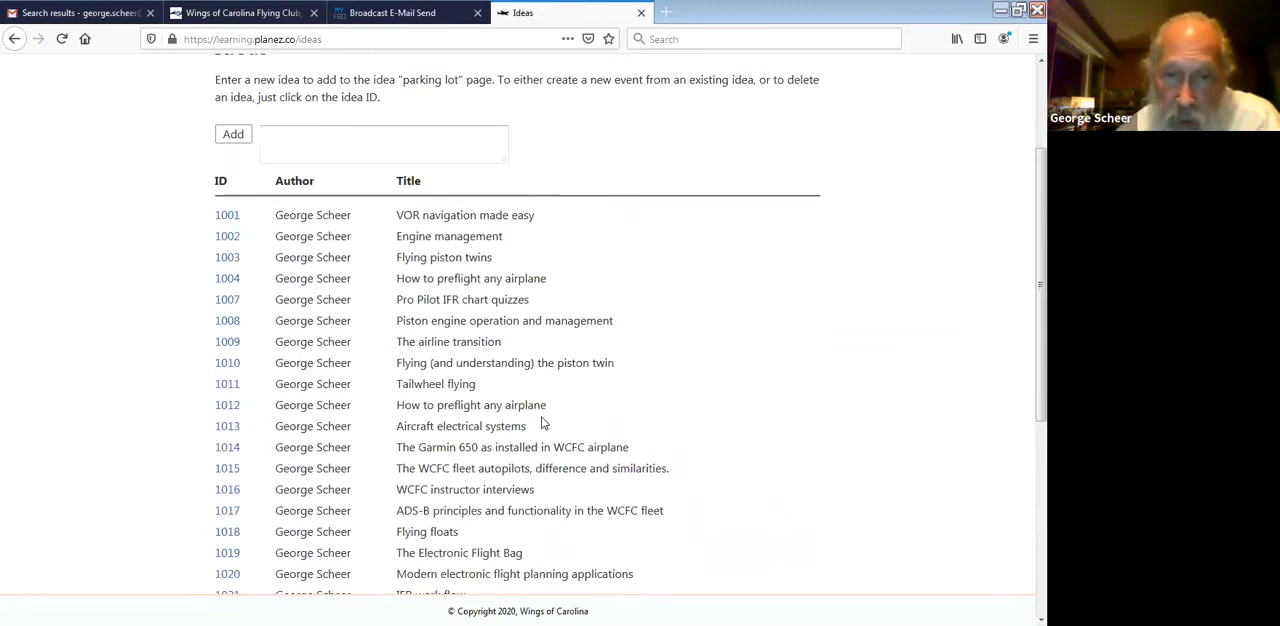 Search results - george.scheer
Wings of Carolina Flying Club,
MY FBO Broadcast E-Mail Send
Ideas
https://learning.planez.co/ideas
Search
Enter a new idea to add to the idea "parking lot" page. To either create a new event from an existing idea, or to delete
an idea, just click on the idea ID.
Add
ID Author Title
1001 George Scheer VOR navigation made easy
1002 George Scheer Engine management
1003 George Scheer Flying piston twins
1004 George Scheer How to preflight any airplane
1007 George Scheer Pro Pilot IFR chart quizzes
1008 George Scheer Piston engine operation and management
1009 George Scheer The airline transition
1010 George Scheer Flying (and understanding) the piston twin
1011 George Scheer Tailwheel flying
1012 George Scheer How to preflight any airplane
1013 George Scheer Aircraft electrical systems
1014 George Scheer The Garmin 650 as installed in WCFC airplane
1015 George Scheer The WCFC fleet autopilots, difference and similarities.
1016 George Scheer WCFC instructor interviews
1017 George Scheer ADS-B principles and functionality in the WCFC fleet
1018 George Scheer Flying floats
1019 George Scheer The Electronic Flight Bag
1020 George Scheer Modern electronic flight planning applications
© Copyright 2020, Wings of Carolina
George Scheer